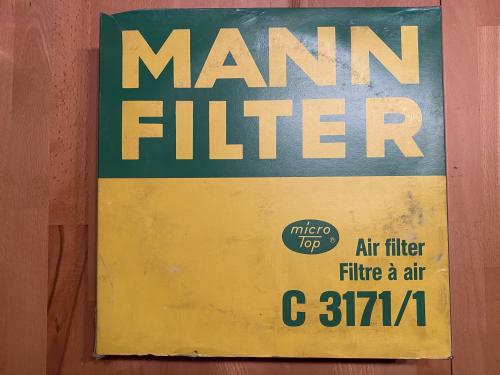 MANN
FILTER
micro
Top ®
Air filter
Filtre à air
C 3171/1